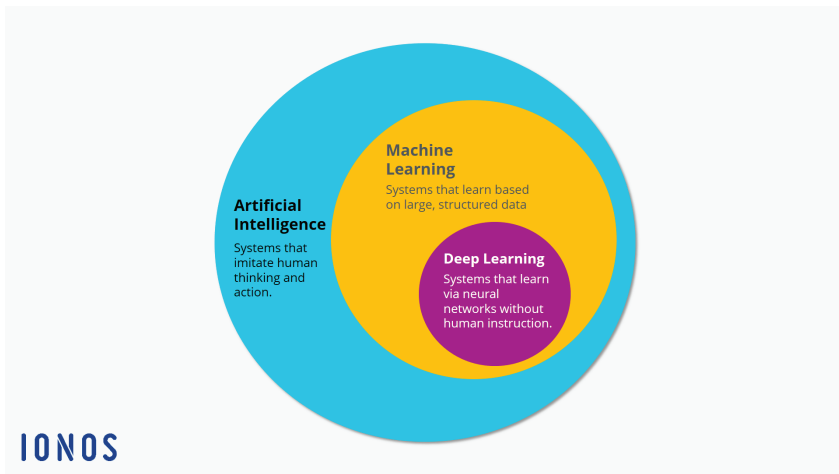 Machine
Learning
Systems that learn based
on large, structured data
Artificial
Intelligence
Systems that
imitate human
thinking and
action.
Deep Learning
Systems that learn
via neural
networks without
human instruction.
IONOS